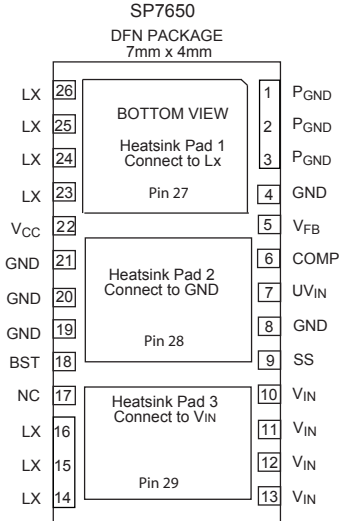 SP7650
DFN PACKAGE
7mm x 4mm
BOTTOM VIEW
Heatsink Pad 1
Connect to Lx
Pin 27
Heatsink Pad 2
Connect to GND
Pin 28
Heatsink Pad 3
Connect to VIN
Pin 29
LX 26
LX 25
LX 24
LX 23
VCC 22
GND 21
GND 20
GND 19
BST 18
NC 17
LX 16
LX 15
LX 14
1 PGND
2 PGND
3 PGND
4 GND
5 VFB
6 COMP
7 UVIN
8 GND
9 SS
10 VIN
11 VIN
12 VIN
13 VIN